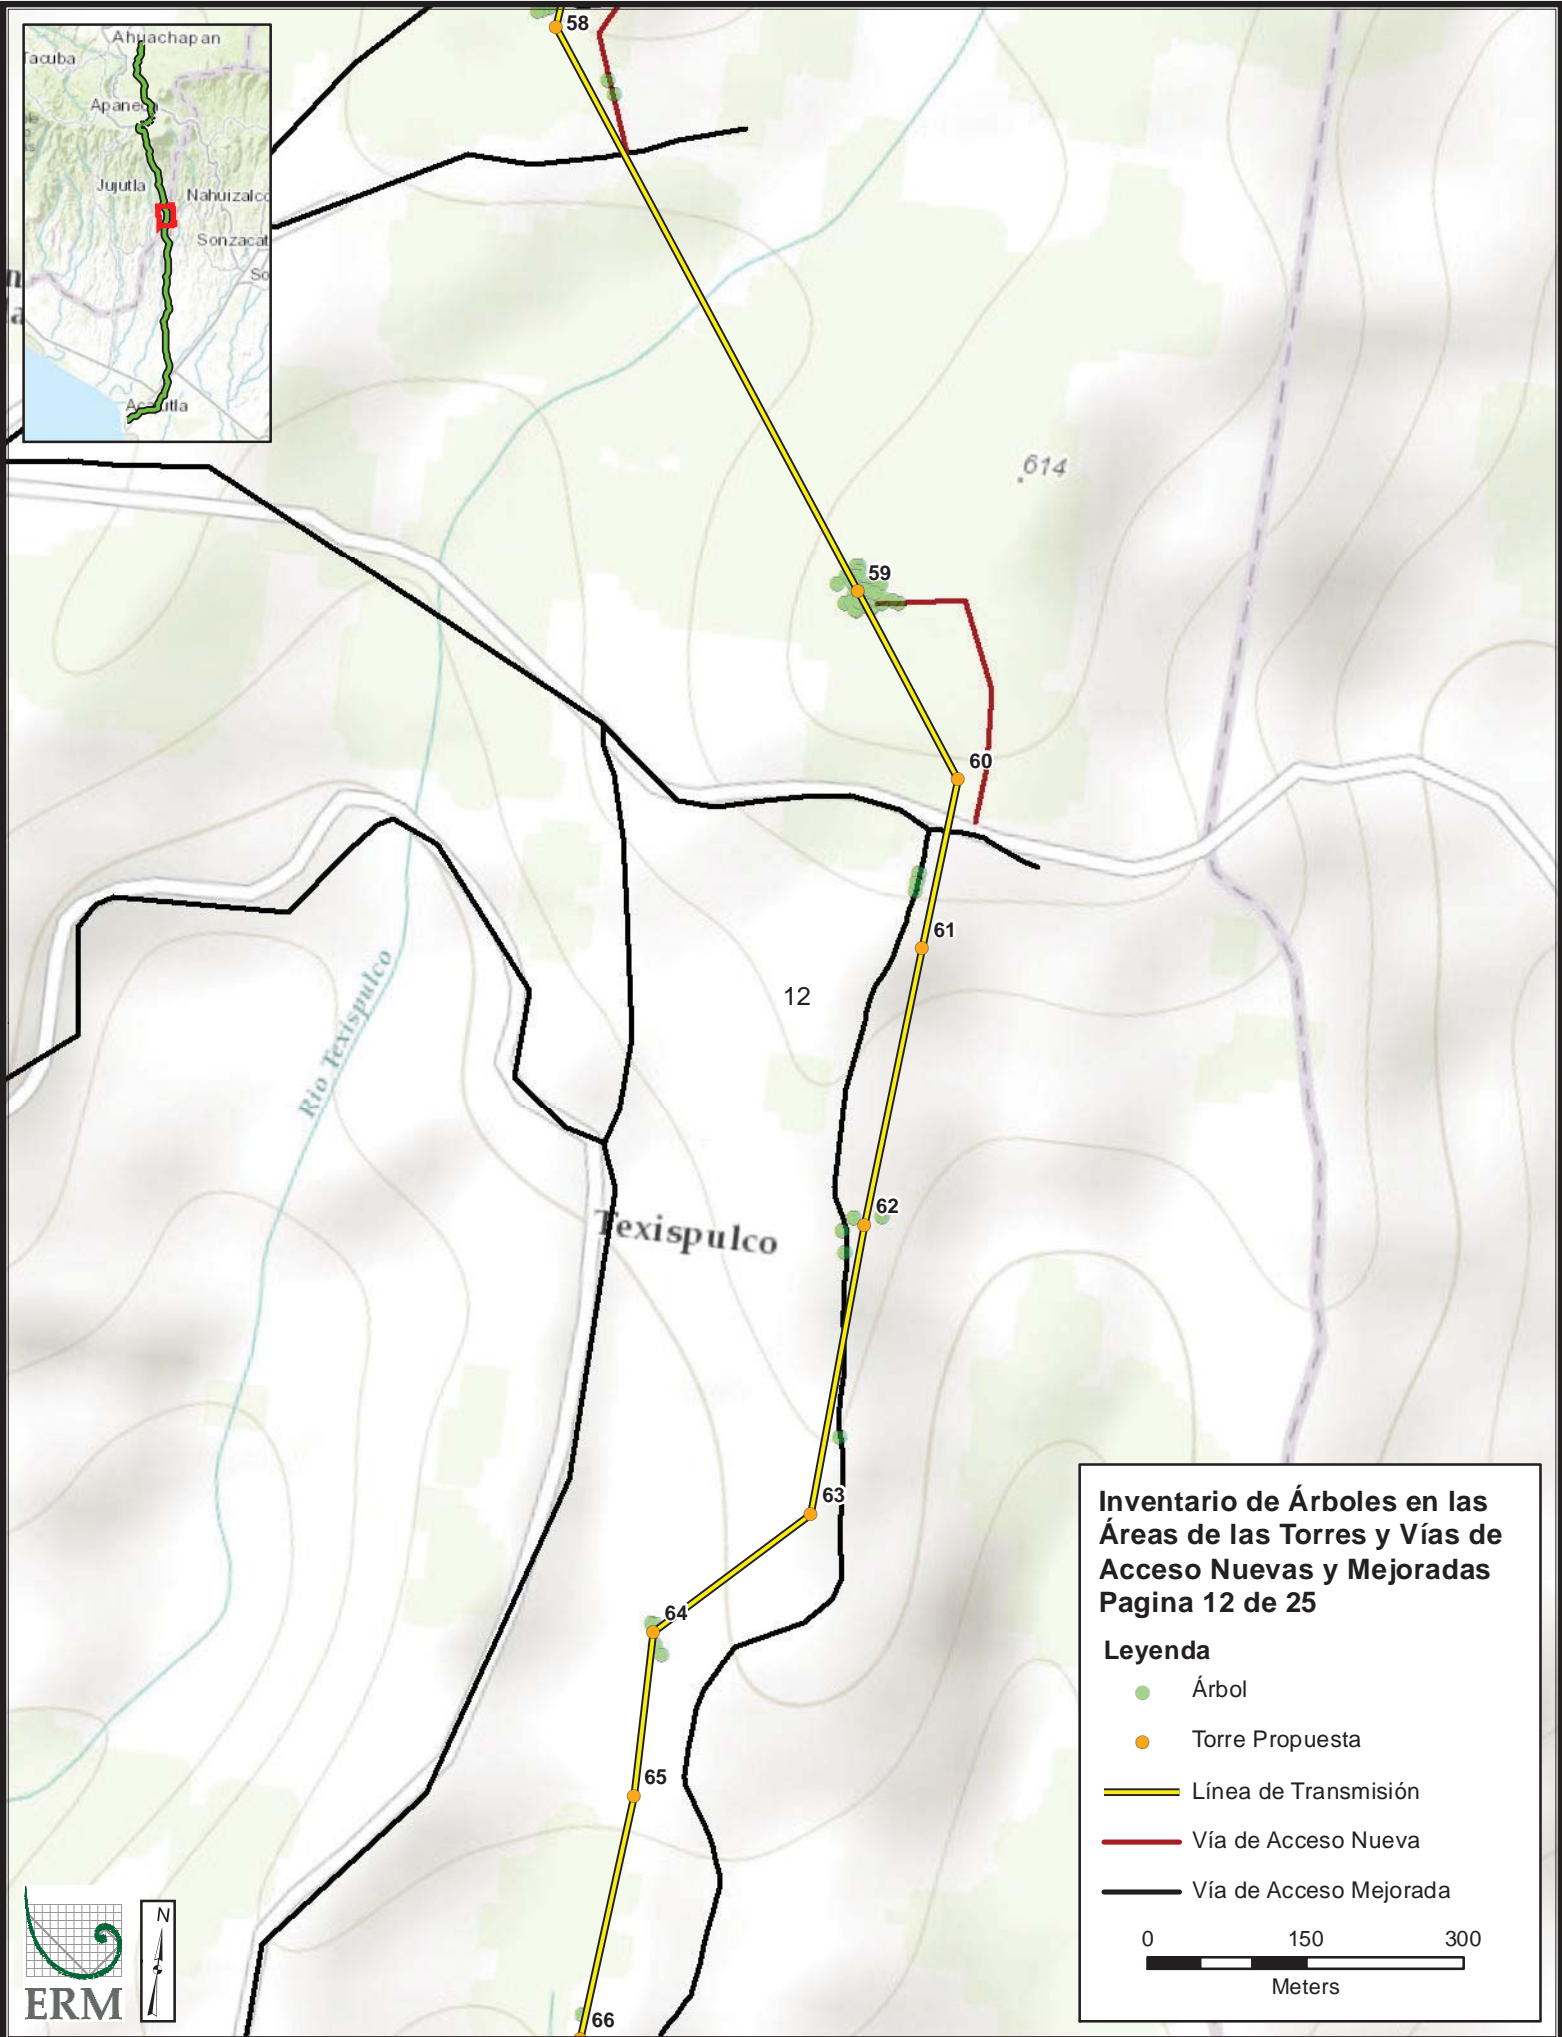 Ahuachapan
Tacuba
Jujutla
Nahuizalco
Acajutla
58
614
59
60
61
12
Rio Texispulco
62
Texispulco
63
64
65
66
Inventario de Árboles en las
Áreas de las Torres y Vías de
Acceso Nuevas y Mejoradas
Pagina 12 de 25
Leyenda
Árbol
Torre Propuesta
Línea de Transmisión
Vía de Acceso Nueva
Vía de Acceso Mejorada
0 150 300
Meters
N
ERM